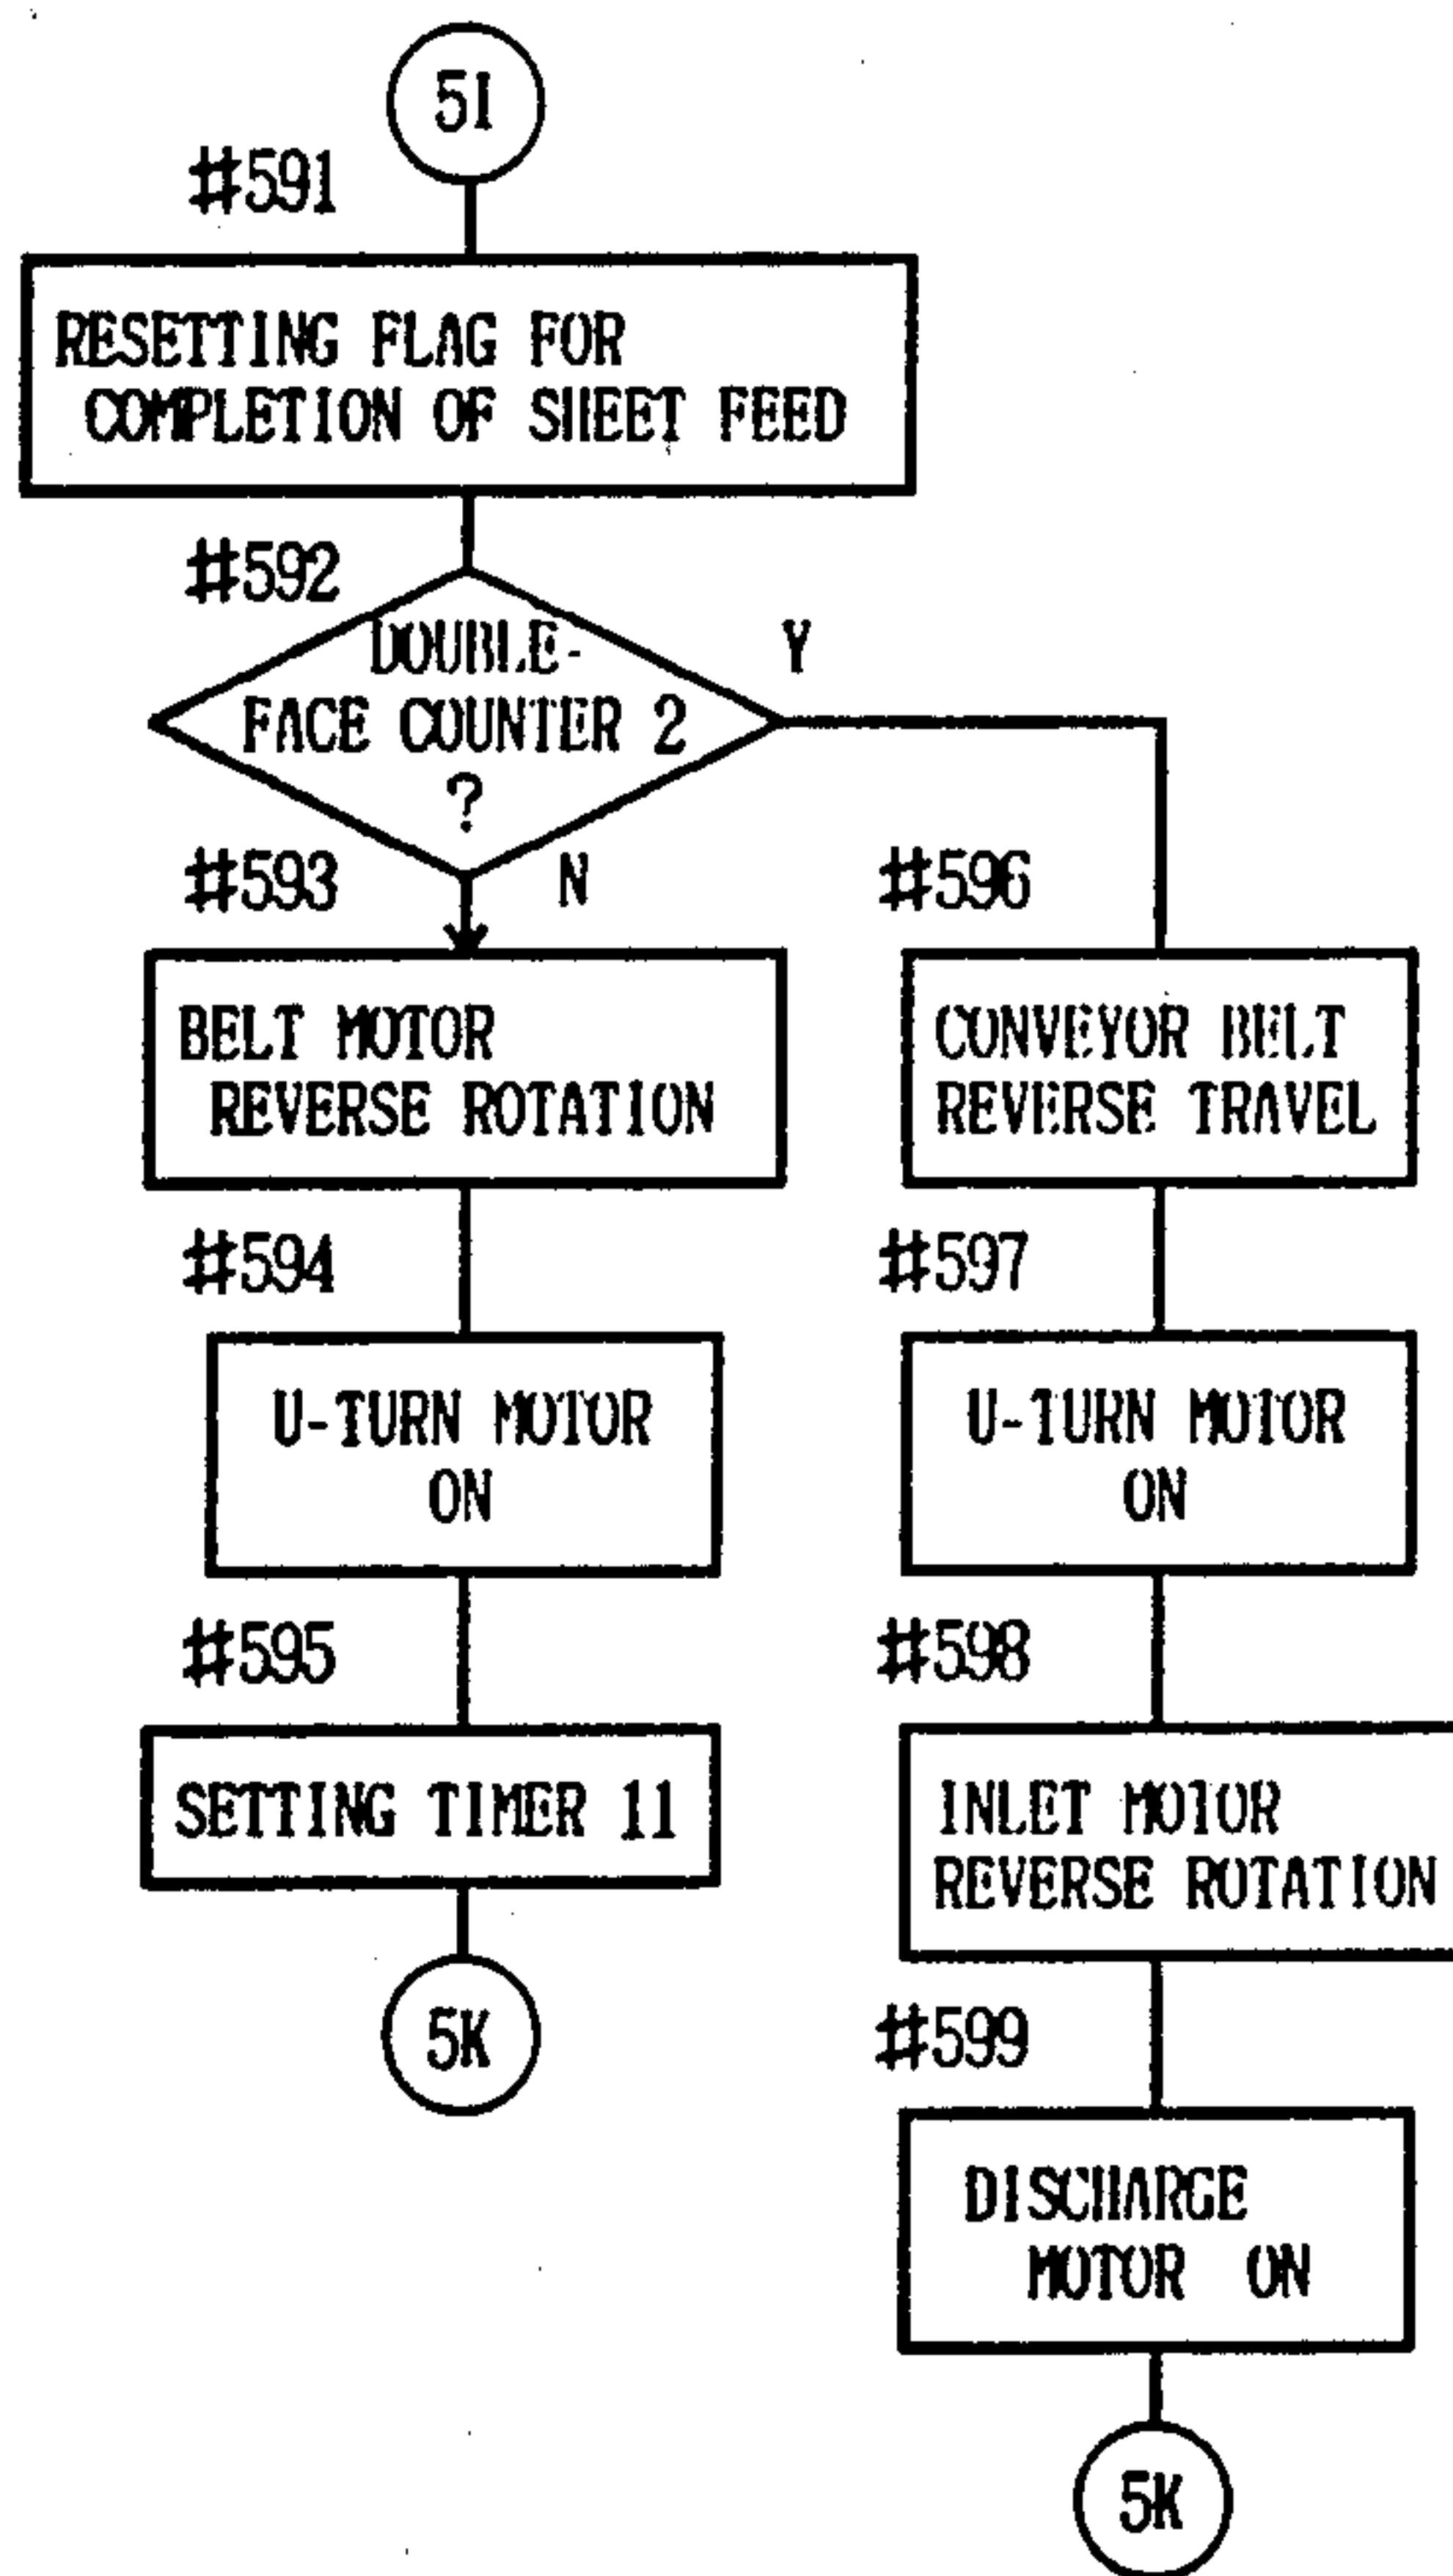 5I
#591
RESETTING FLAG FOR
COMPLETION OF SHEET FEED
#592
DOUBLE-
FACE COUNTER 2
?
Y
N
#593
BELT MOTOR
REVERSE ROTATION
#594
U-TURN MOTOR
ON
#595
SETTING TIMER 11
5K
#596
CONVEYOR BELT
REVERSE TRAVEL
#597
U-TURN MOTOR
ON
#598
INLET MOTOR
REVERSE ROTATION
#599
DISCHARGE
MOTOR ON
5K